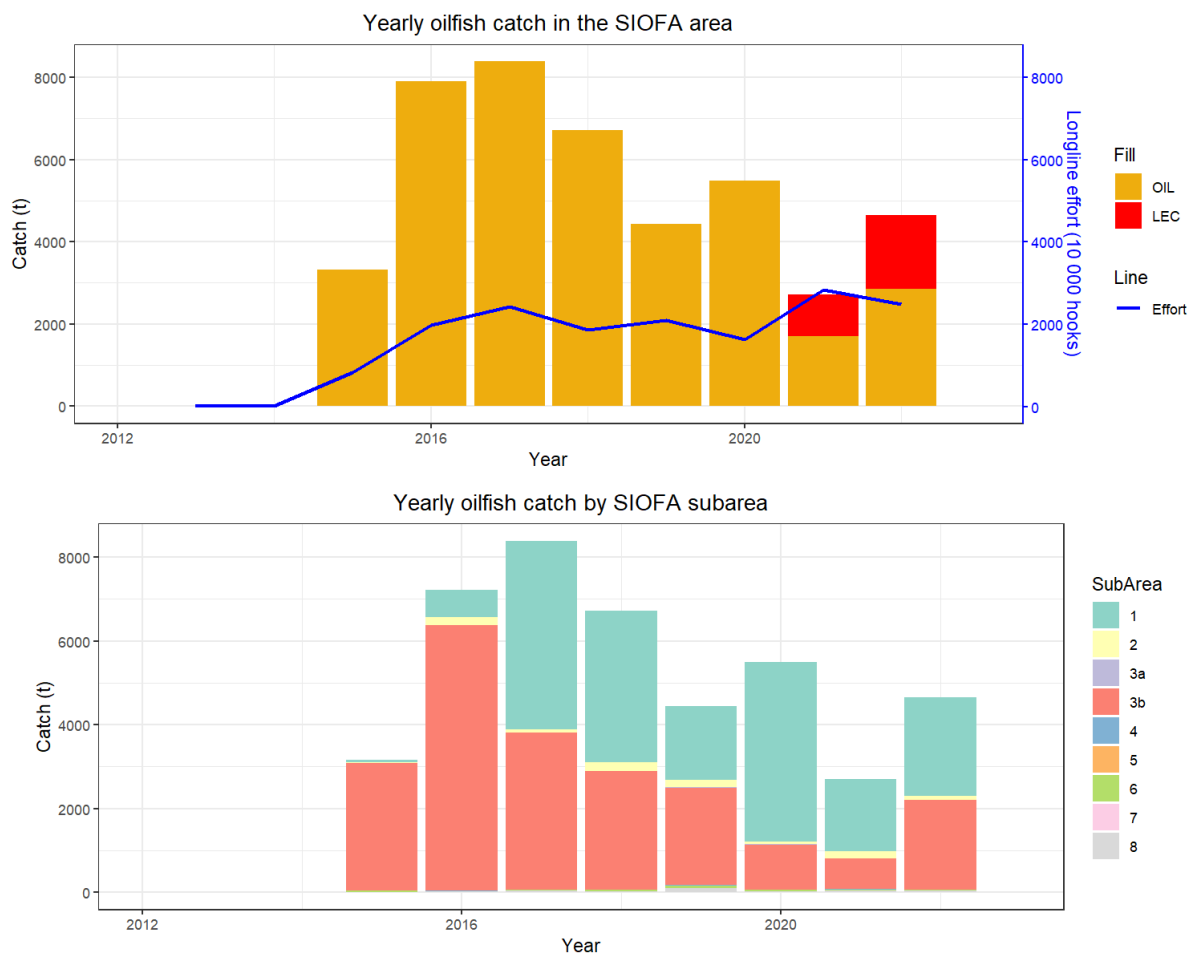 Yearly oilfish catch in the SIOFA area
8000
6000
4000
2000
0
Catch (t)
8000
6000
4000
2000
0
Longline effort (10 000 hooks)
2012
2016
2020
Year
Fill
OIL
LEC
Line
Effort
Yearly oilfish catch by SIOFA subarea
8000
6000
4000
2000
0
Catch (t)
2012
2016
2020
Year
SubArea
1
2
3a
3b
4
5
6
7
8